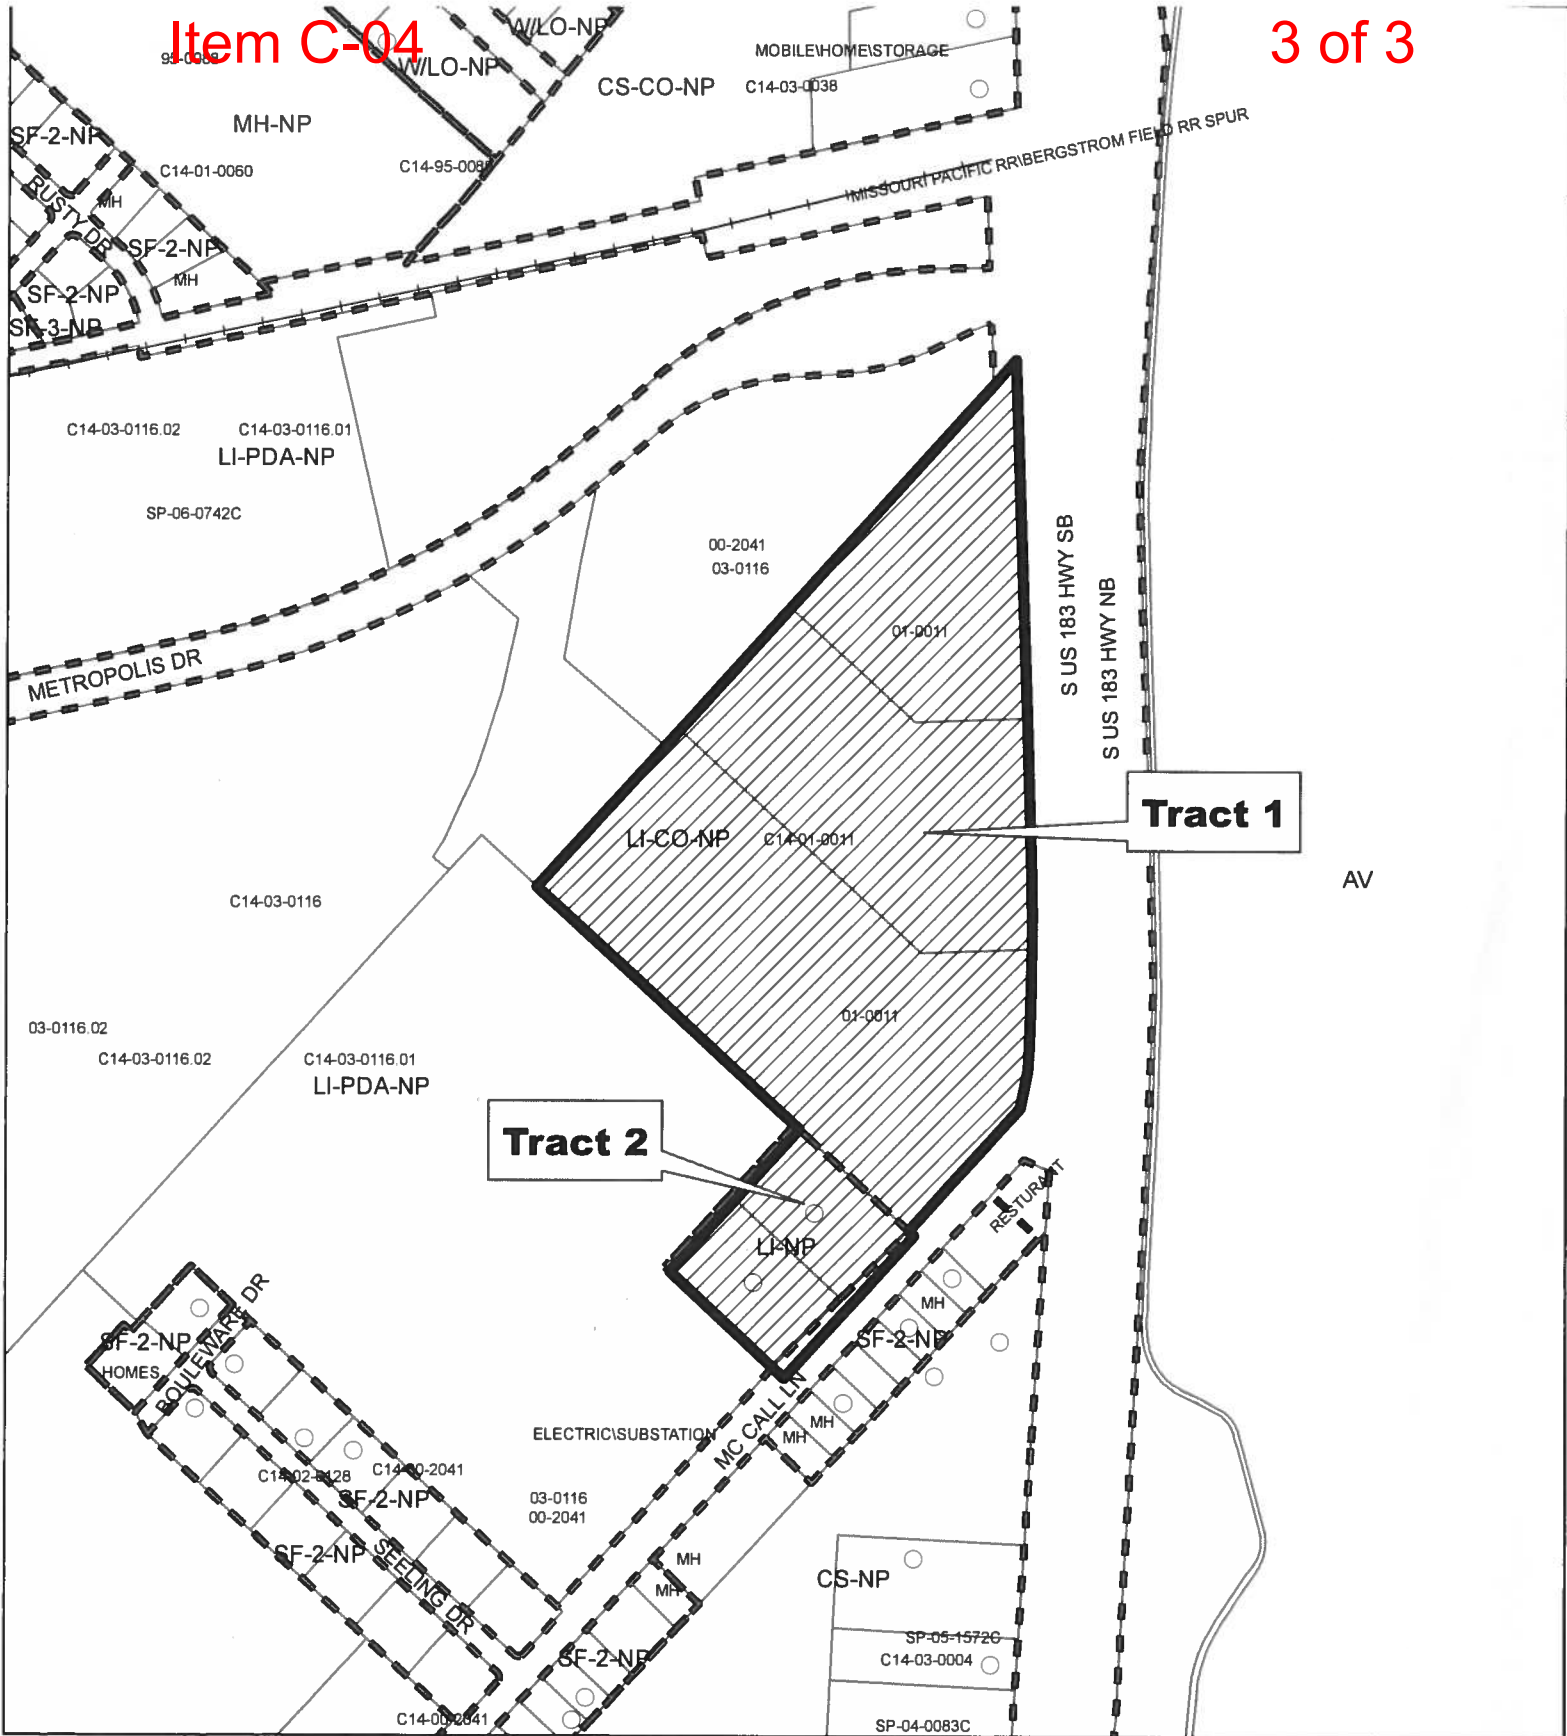 Item C-04
3 of 3
W/LO-NP
W/LO-NP
MOBILE\HOME\STORAGE
CS-CO-NP
C14-03-0038
MH-NP
SF-2-NP
C14-01-0060
MISSOURI PACIFIC RR\BERGSTROM FIELD RR SPUR
RUSTY DR
MH
SF-2-NP
MH
SF-2-NP
SF-3-NP
C14-03-0116.02
C14-03-0116.01
LI-PDA-NP
SP-06-0742C
00-2041
03-0116
S US 183 HWY SB
S US 183 HWY NB
01-0011
METROPOLIS DR
Tract 1
LI-CO-NP
C14-01-0011
AV
C14-03-0116
01-0011
03-0116.02
C14-03-0116.02
C14-03-0116.01
LI-PDA-NP
Tract 2
RESTURANT
LI-NP
BOULEWARE DR
MH
SF-2-NP
SF-2-NP
HOMES
MC CALL LN
MH
MH
ELECTRIC\SUBSTATION
C14-02-0128
C14-00-2041
SF-2-NP
03-0116
00-2041
SF-2-NP
SEELING DR
MH
MH
CS-NP
SP-05-1572C
C14-03-0004
SF-2-NP
C14-00-2041
SP-04-0083C